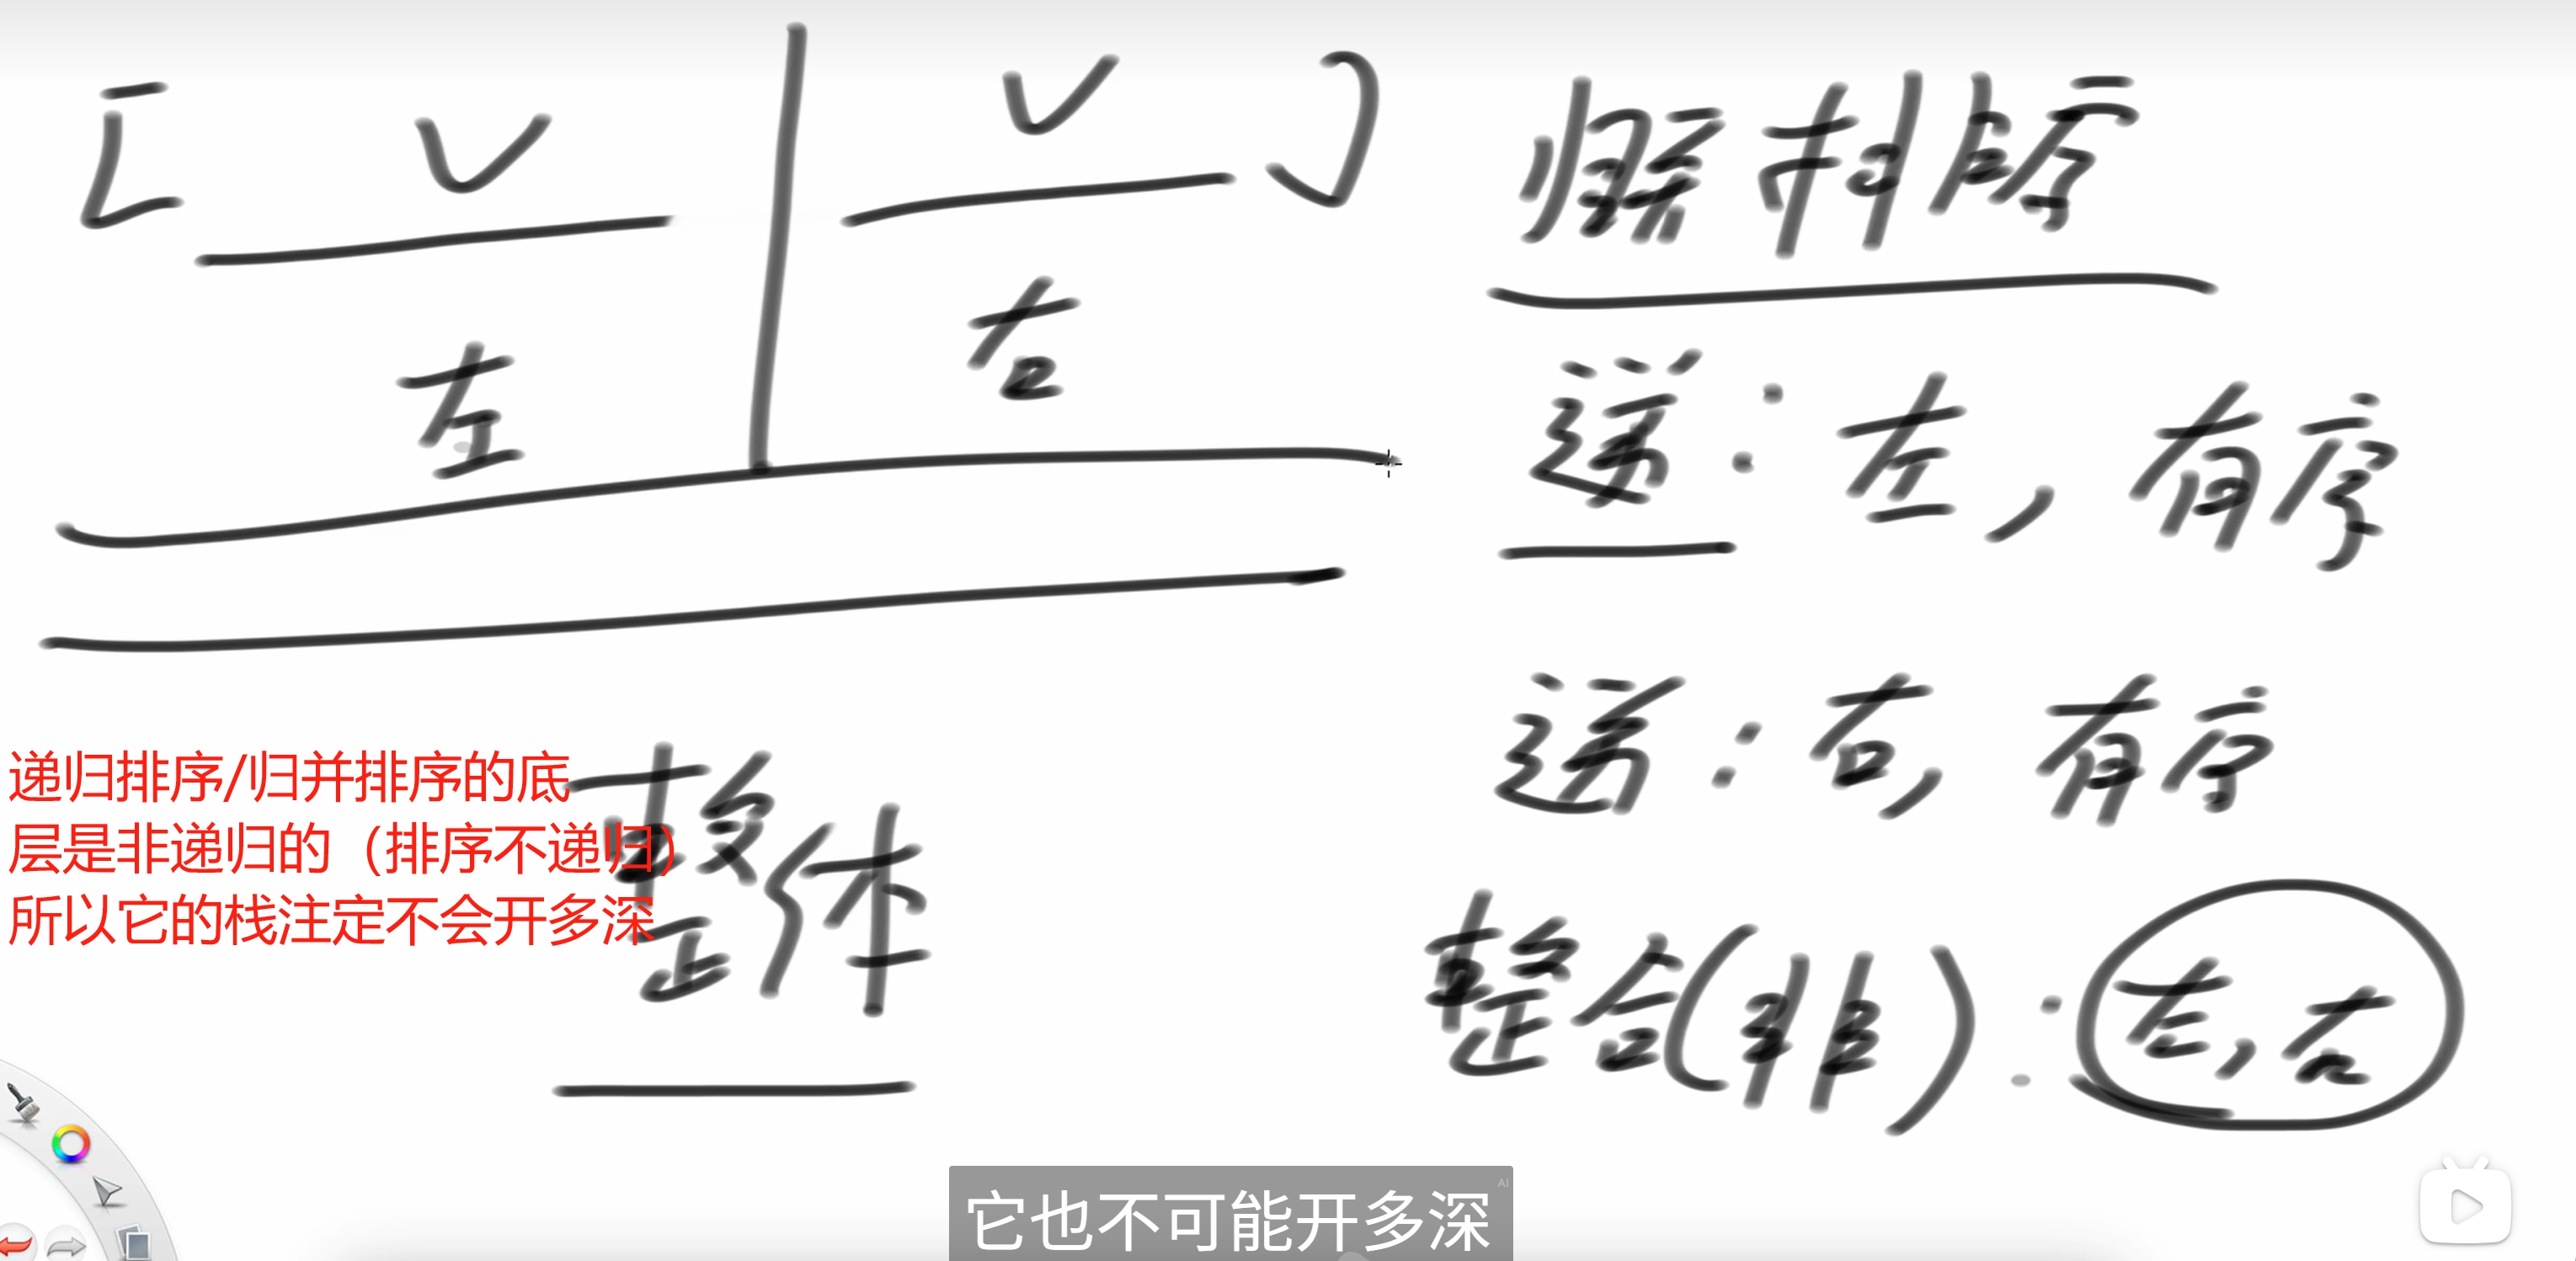 [ ]
左
右
归并排序
递：左，有序
递：右，有序
整合(非)：左，右
整体
递归排序/归并排序的底
层是非递归的（排序不递归）
所以它的栈注定不会开多深
它也不可能开多深
AI